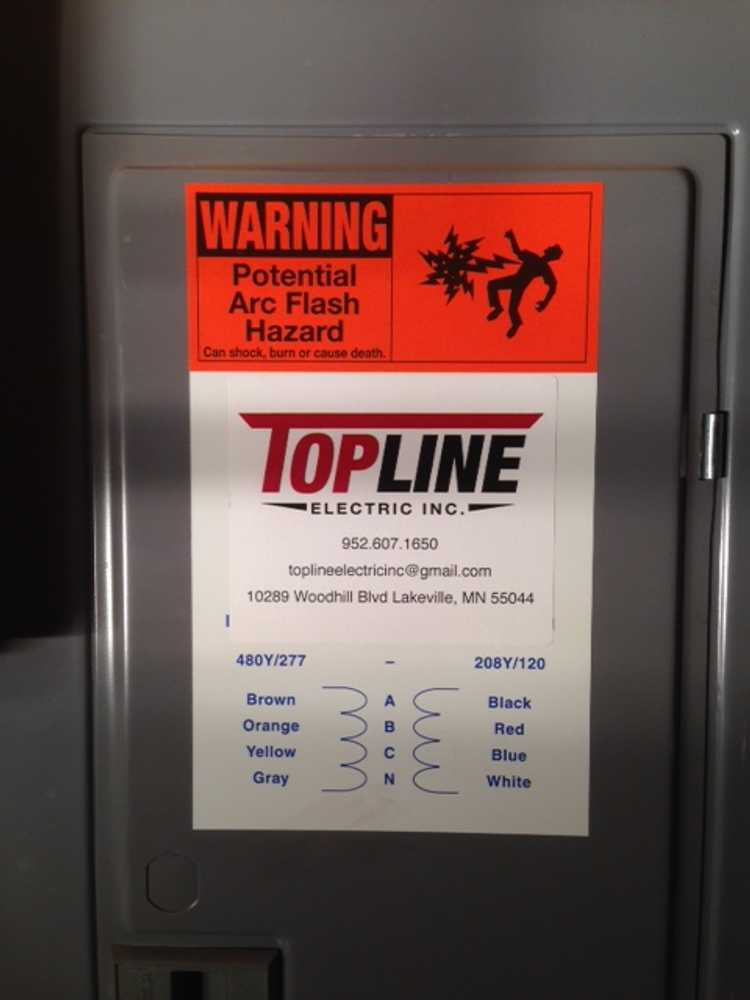 WARNING
Potential
Arc Flash
Hazard
Can shock, burn or cause death.
TOPLINE
ELECTRIC INC.
952.607.1650
toplineelectricinc@gmail.com
10289 Woodhill Blvd Lakeville, MN 55044
480Y/277 – 208Y/120
Brown A Black
Orange B Red
Yellow C Blue
Gray N White